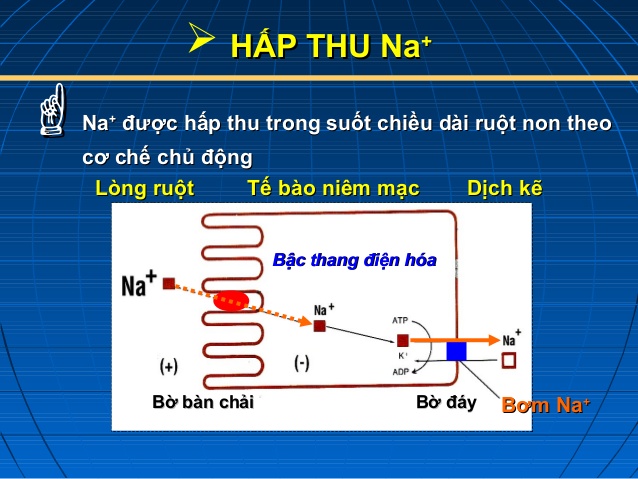 HẤP THU Na⁺
Na⁺ được hấp thu trong suốt chiều dài ruột non theo
cơ chế chủ động
Lòng ruột Tế bào niêm mạc Dịch kẽ
Bậc thang điện hóa
Na⁺
Na⁺
ATP
Na⁺
K⁺
(+)
(-)
ADP
Bờ bàn chải
Bờ đáy
Bơm Na⁺